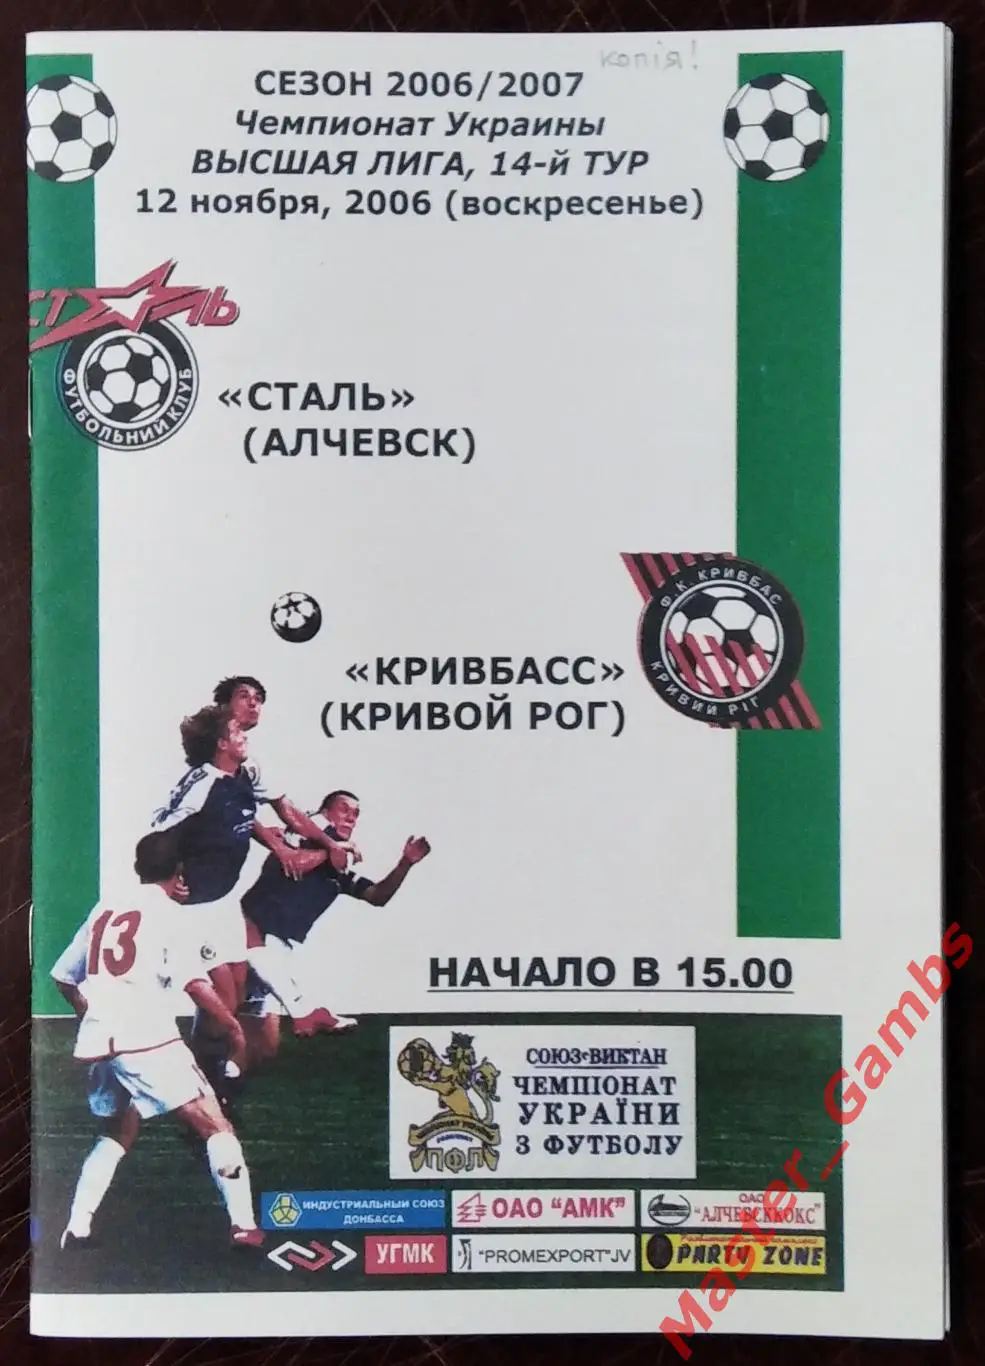 копія!
СЕЗОН 2006/2007
Чемпионат Украины
ВЫСШАЯ ЛИГА, 14-й ТУР
12 ноября, 2006 (воскресенье)
СТАЛЬ
ФУТБОЛЬНИЙ КЛУБ
«СТАЛЬ»
(АЛЧЕВСК)
Ф.К. КРИВБАС
КРИВИЙ РІГ
«КРИВБАСС»
(КРИВОЙ РОГ)
13
НАЧАЛО В 15.00
СОЮЗ-ВИКТАН
ЧЕМПІОНАТ
УКРАЇНИ
З ФУТБОЛУ
ПФЛ
ИНДУСТРИАЛЬНЫЙ СОЮЗ
ДОНБАССА
ОАО "АМК"
ОАО
"АЛЧЕВСККОКС"
УГМК
"PROMEXPORT"JV
PARTY ZONE
Master_Gambs